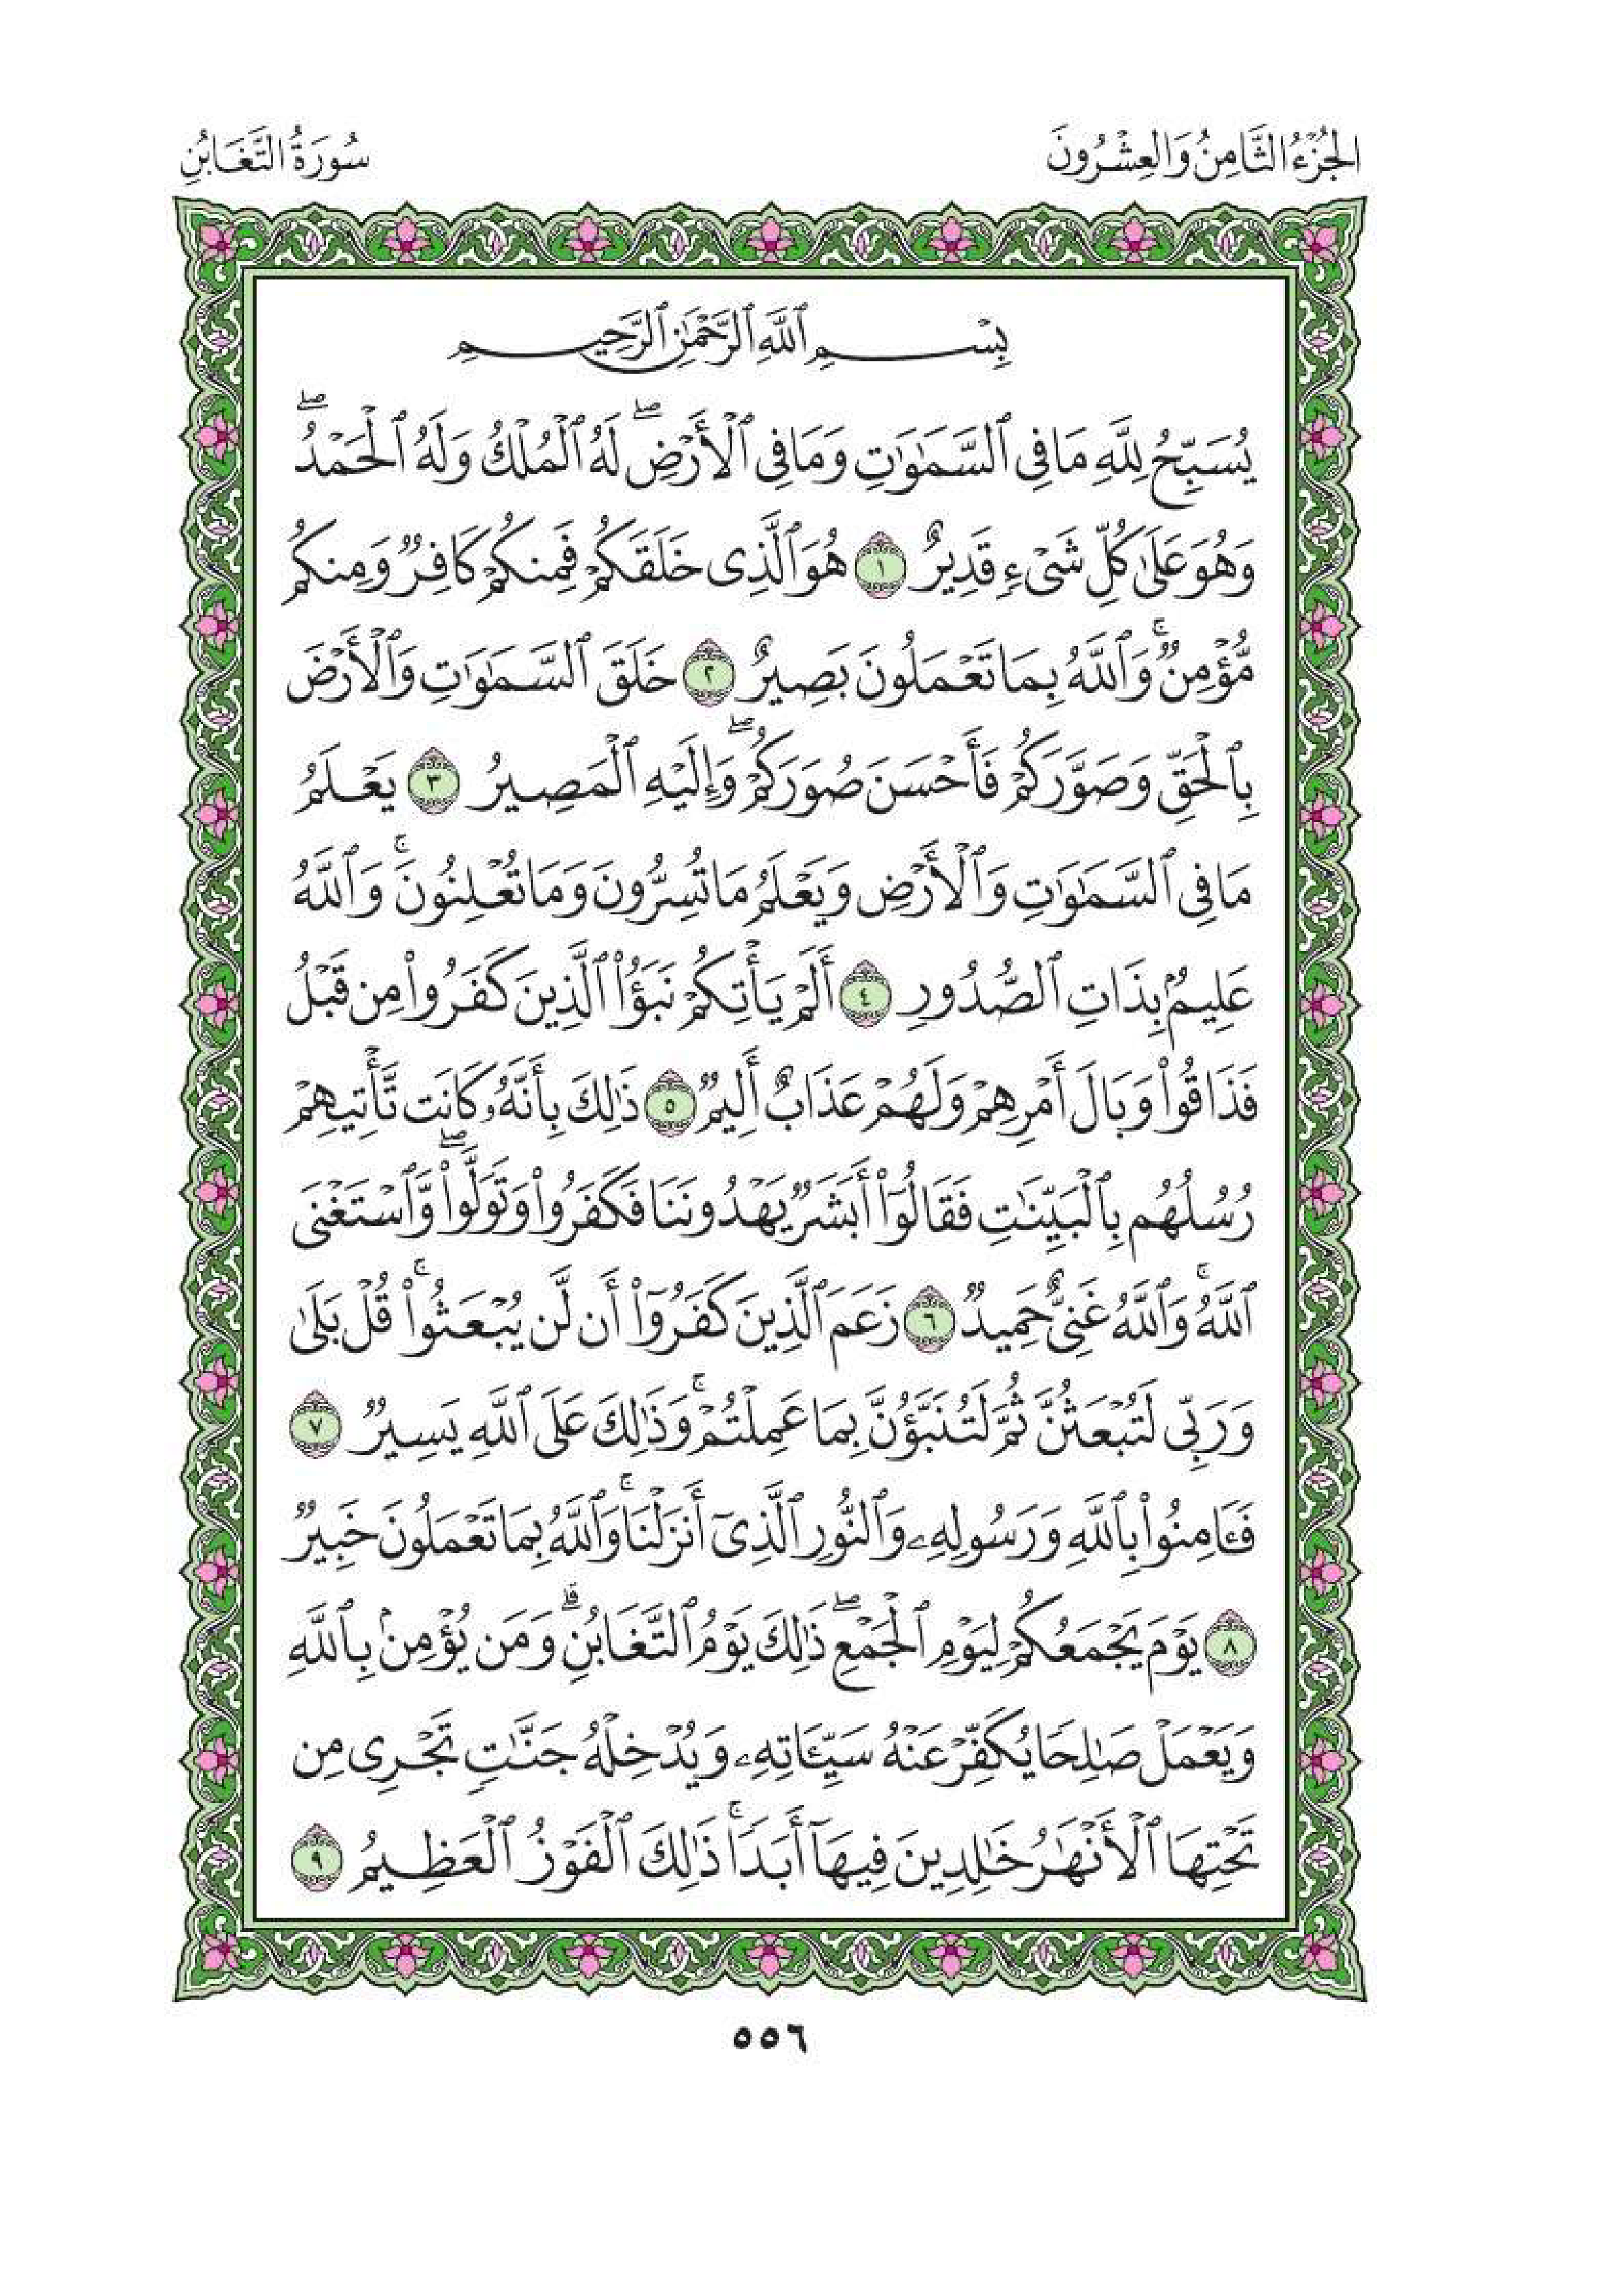 الجُزْءُ الثَّامِنُ وَالعِشْرُونَ
سُورَةُ التَّغَابُنِ
بِسْمِ ٱللَّهِ ٱلرَّحْمَٰنِ ٱلرَّحِيمِ
يُسَبِّحُ لِلَّهِ مَا فِي ٱلسَّمَٰوَٰتِ وَمَا فِي ٱلْأَرْضِۖ لَهُ ٱلْمُلْكُ وَلَهُ ٱلْحَمْدُۖ
وَهُوَ عَلَىٰ كُلِّ شَىْءٍ قَدِيرٌ ١ هُوَ ٱلَّذِى خَلَقَكُمْ فَمِنكُمْ كَافِرٌ وَمِنكُم
مُّؤْمِنٌۚ وَٱللَّهُ بِمَا تَعْمَلُونَ بَصِيرٌ ٢ خَلَقَ ٱلسَّمَٰوَٰتِ وَٱلْأَرْضَ
بِٱلْحَقِّ وَصَوَّرَكُمْ فَأَحْسَنَ صُوَرَكُمْۖ وَإِلَيْهِ ٱلْمَصِيرُ ٣ يَعْلَمُ
مَا فِي ٱلسَّمَٰوَٰتِ وَٱلْأَرْضِ وَيَعْلَمُ مَا تُسِرُّونَ وَمَا تُعْلِنُونَۚ وَٱللَّهُ
عَلِيمٌۢ بِذَاتِ ٱلصُّدُورِ ٤ أَلَمْ يَأْتِكُمْ نَبَؤُا۟ ٱلَّذِينَ كَفَرُوا۟ مِن قَبْلُ
فَذَاقُوا۟ وَبَالَ أَمْرِهِمْ وَلَهُمْ عَذَابٌ أَلِيمٌ ٥ ذَٰلِكَ بِأَنَّهُۥ كَانَت تَّأْتِيهِمْ
رُسُلُهُم بِٱلْبَيِّنَٰتِ فَقَالُوٓا۟ أَبَشَرٌ يَهْدُونَنَا فَكَفَرُوا۟ وَتَوَلَّوا۟ۖ وَّٱسْتَغْنَى
ٱللَّهُۚ وَٱللَّهُ غَنِىٌّ حَمِيدٌ ٦ زَعَمَ ٱلَّذِينَ كَفَرُوٓا۟ أَن لَّن يُبْعَثُوا۟ۚ قُلْ بَلَىٰ
وَرَبِّى لَتُبْعَثُنَّ ثُمَّ لَتُنَبَّؤُنَّ بِمَا عَمِلْتُمْۚ وَذَٰلِكَ عَلَى ٱللَّهِ يَسِيرٌ ٧
فَـَٔامِنُوا۟ بِٱللَّهِ وَرَسُولِهِۦ وَٱلنُّورِ ٱلَّذِىٓ أَنزَلْنَاۚ وَٱللَّهُ بِمَا تَعْمَلُونَ خَبِيرٌ
٨ يَوْمَ يَجْمَعُكُمْ لِيَوْمِ ٱلْجَمْعِۖ ذَٰلِكَ يَوْمُ ٱلتَّغَابُنِۗ وَمَن يُؤْمِنۢ بِٱللَّهِ
وَيَعْمَلْ صَٰلِحًا يُكَفِّرْ عَنْهُ سَيِّـَٔاتِهِۦ وَيُدْخِلْهُ جَنَّٰتٍ تَجْرِى مِن
تَحْتِهَا ٱلْأَنْهَٰرُ خَٰلِدِينَ فِيهَآ أَبَدًاۚ ذَٰلِكَ ٱلْفَوْزُ ٱلْعَظِيمُ ٩
٥٥٦